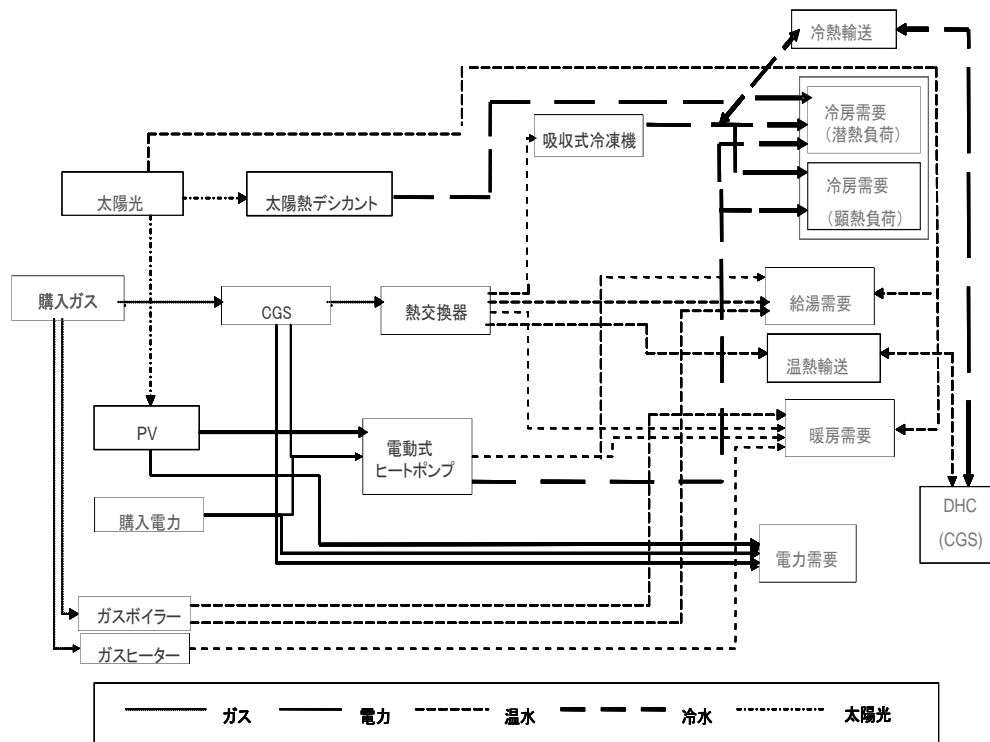 冷熱輸送
冷房需要
（潜熱負荷）
吸収式冷凍機
太陽光
太陽熱デシカント
冷房需要
（顕熱負荷）
購入ガス
CGS
熱交換器
給湯需要
温熱輸送
PV
電動式
ヒートポンプ
暖房需要
購入電力
DHC
(CGS)
電力需要
ガスボイラー
ガスヒーター
ガス
電力
温水
冷水
太陽光